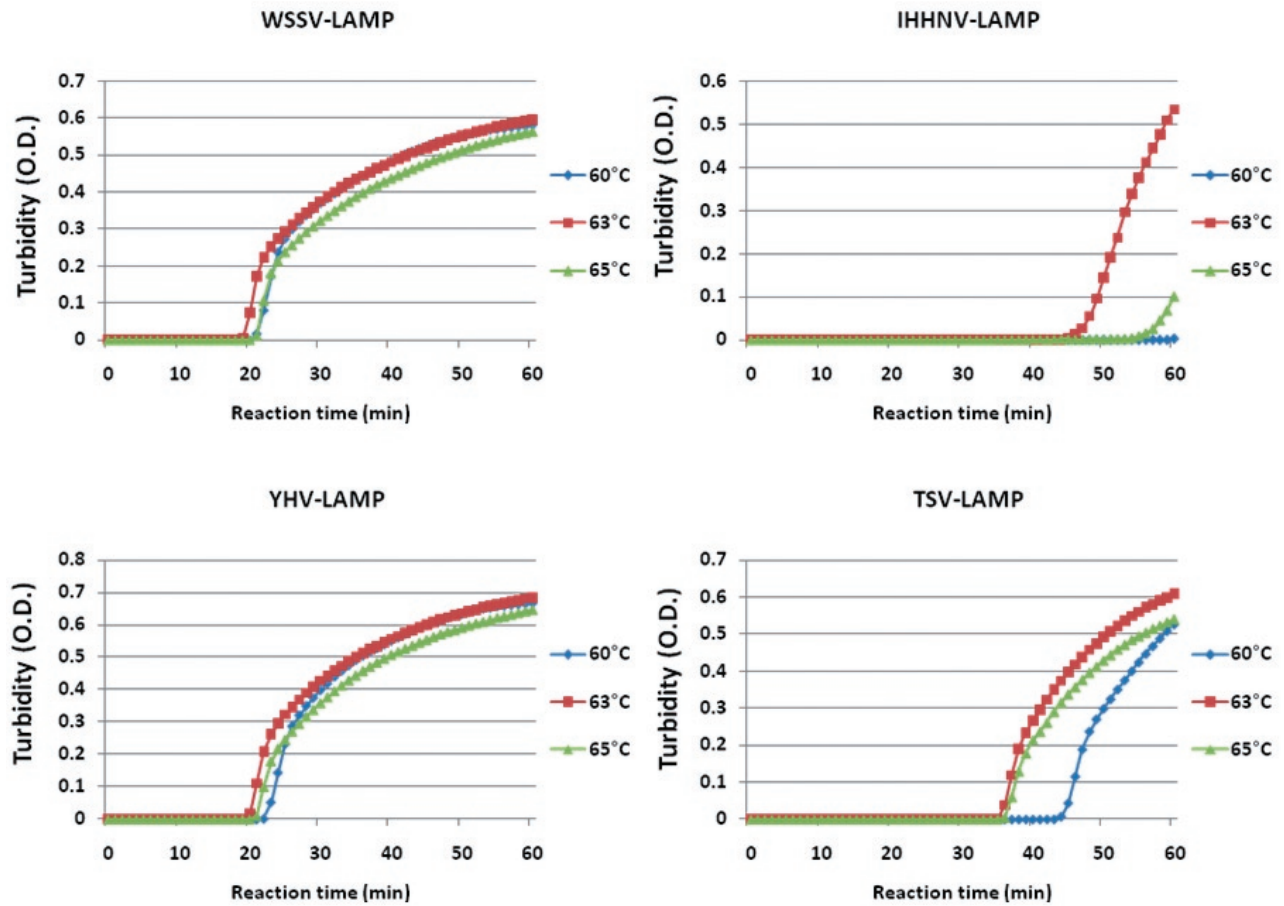 WSSV-LAMP
0.7
0.6
0.5
0.4
0.3
0.2
0.1
0
Turbidity (O.D.)
0 10 20 30 40 50 60
Reaction time (min)
60°C
63°C
65°C
IHHNV-LAMP
0.6
0.5
0.4
0.3
0.2
0.1
0
Turbidity (O.D.)
0 10 20 30 40 50 60
Reaction time (min)
60°C
63°C
65°C
YHV-LAMP
0.8
0.7
0.6
0.5
0.4
0.3
0.2
0.1
0
Turbidity (O.D.)
0 10 20 30 40 50 60
Reaction time (min)
60°C
63°C
65°C
TSV-LAMP
0.7
0.6
0.5
0.4
0.3
0.2
0.1
0
Turbidity (O.D.)
0 10 20 30 40 50 60
Reaction time (min)
60°C
63°C
65°C